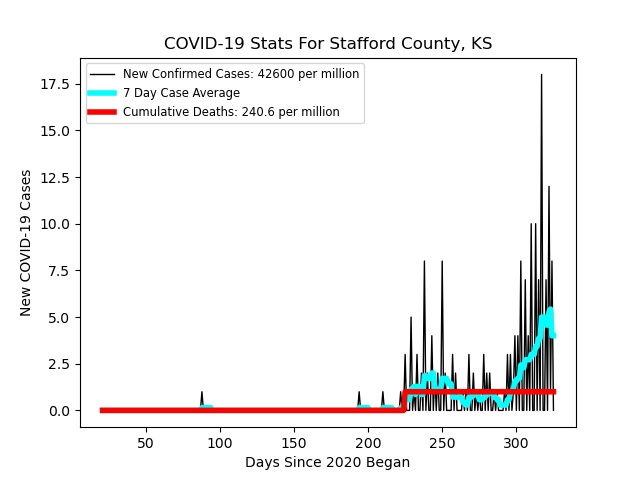 COVID-19 Stats For Stafford County, KS
New Confirmed Cases: 42600 per million
7 Day Case Average
Cumulative Deaths: 240.6 per million
New COVID-19 Cases
17.5
15.0
12.5
10.0
7.5
5.0
2.5
0.0
50 100 150 200 250 300
Days Since 2020 Began